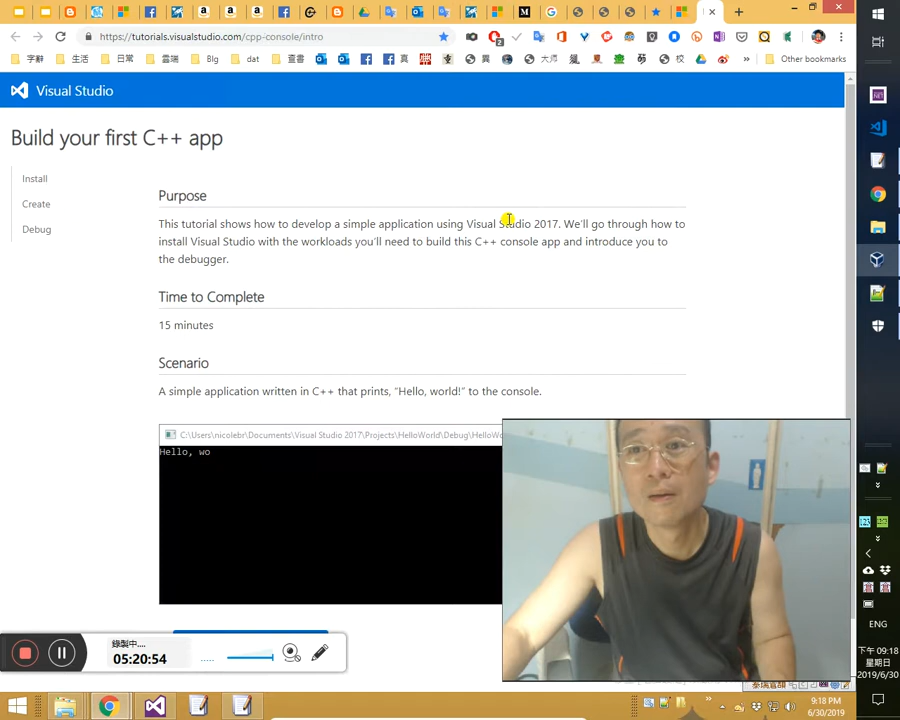 https://tutorials.visualstudio.com/cpp-console/intro
字辭 生活 日常 雲端 Blg dat 查書 真 異 大师 校 Other bookmarks
Visual Studio
Build your first C++ app
Install
Create
Debug
Purpose
This tutorial shows how to develop a simple application using Visual Studio 2017. We'll go through how to
install Visual Studio with the workloads you'll need to build this C++ console app and introduce you to
the debugger.
Time to Complete
15 minutes
Scenario
A simple application written in C++ that prints, "Hello, world!" to the console.
C:\Users\nicolebr\Documents\Visual Studio 2017\Projects\HelloWorld\Debug\HelloWo
Hello, wo
錄製中....
05:20:54
ENG
下午 09:18
星期日
2019/6/30
9:18 PM
6/30/2019